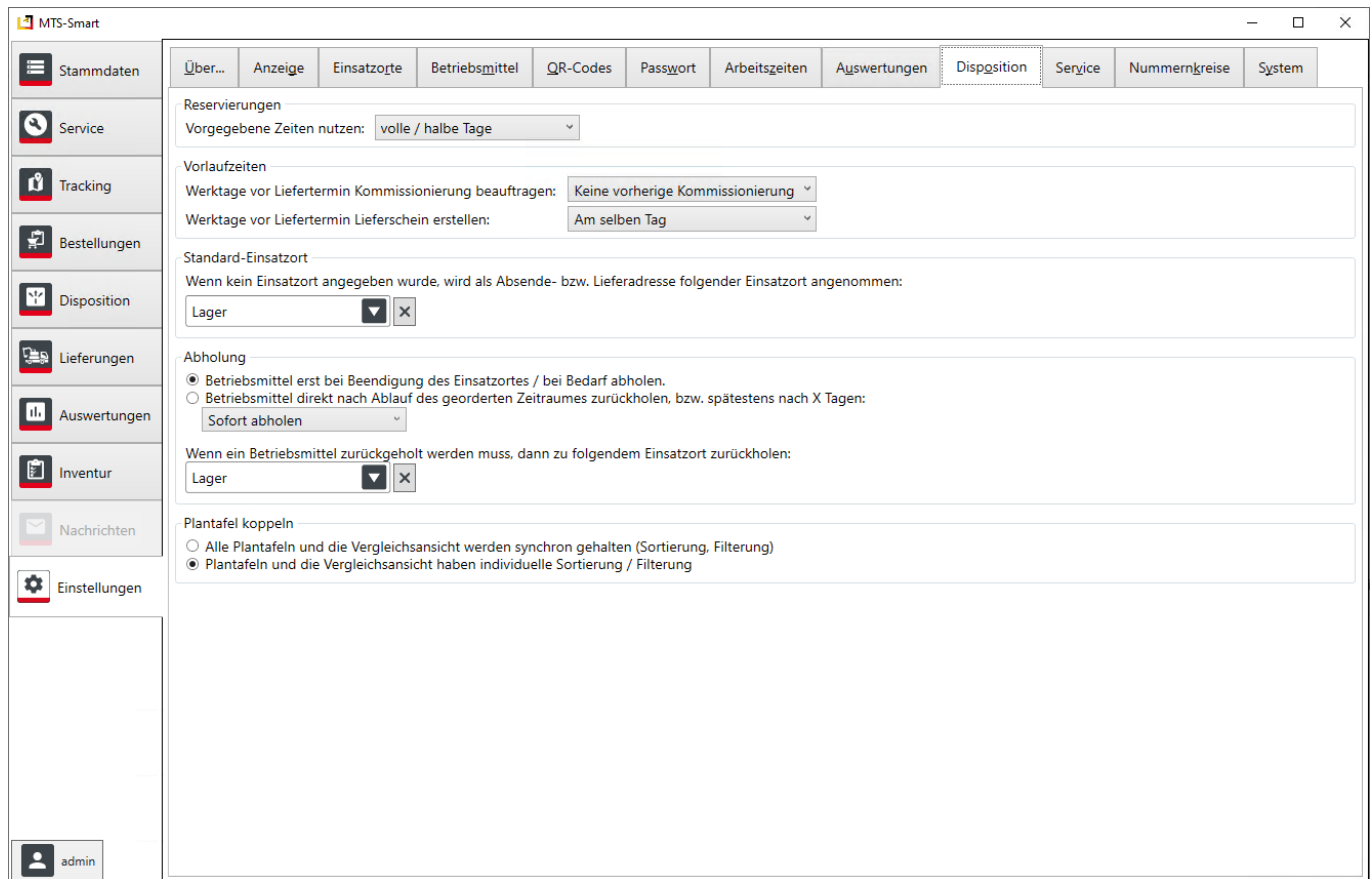 MTS-Smart
Stammdaten
Service
Tracking
Bestellungen
Disposition
Lieferungen
Auswertungen
Inventur
Nachrichten
Einstellungen
admin
Über... Anzeige Einsatzorte Betriebsmittel QR-Codes Passwort Arbeitszeiten Auswertungen Disposition Service Nummernkreise System
Reservierungen
Vorgegebene Zeiten nutzen: volle / halbe Tage
Vorlaufzeiten
Werktage vor Liefertermin Kommissionierung beauftragen: Keine vorherige Kommissionierung
Werktage vor Liefertermin Lieferschein erstellen: Am selben Tag
Standard-Einsatzort
Wenn kein Einsatzort angegeben wurde, wird als Absende- bzw. Lieferadresse folgender Einsatzort angenommen:
Lager
Abholung
Betriebsmittel erst bei Beendigung des Einsatzortes / bei Bedarf abholen.
Betriebsmittel direkt nach Ablauf des georderten Zeitraumes zurückholen, bzw. spätestens nach X Tagen:
Sofort abholen
Wenn ein Betriebsmittel zurückgeholt werden muss, dann zu folgendem Einsatzort zurückholen:
Lager
Plantafel koppeln
Alle Plantafeln und die Vergleichsansicht werden synchron gehalten (Sortierung, Filterung)
Plantafeln und die Vergleichsansicht haben individuelle Sortierung / Filterung